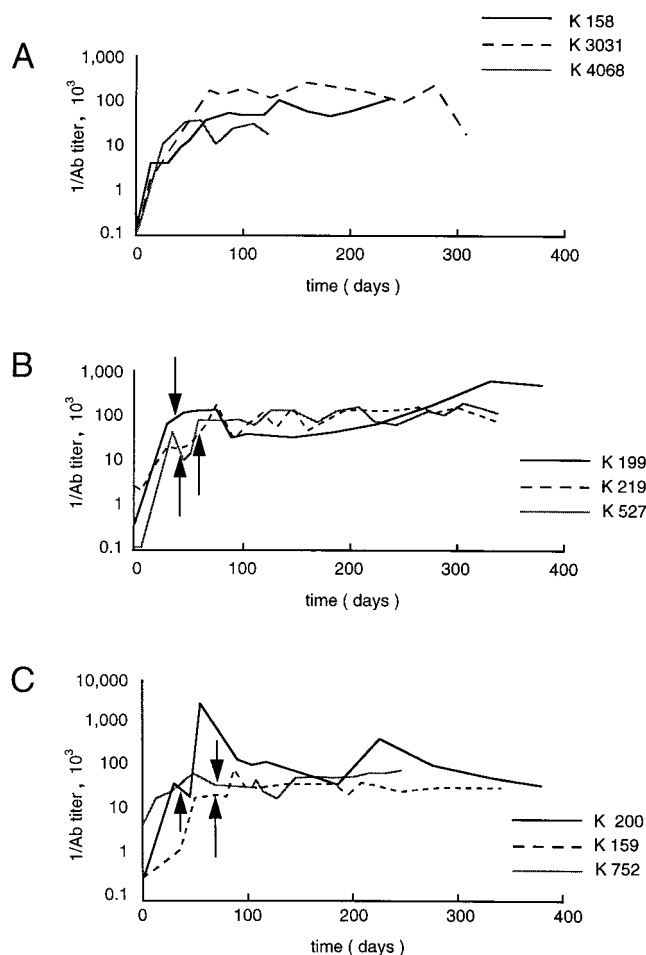 A
K 158
K 3031
K 4068
1/Ab titer, 10³
1,000
100
10
1
0.1
0
100
200
300
400
time ( days )
B
1/Ab titer, 10³
1,000
100
10
1
0.1
K 199
K 219
K 527
0
100
200
300
400
time ( days )
C
1/Ab titer, 10³
10,000
1,000
100
10
1
0.1
K 200
K 159
K 752
0
100
200
300
400
time ( days )